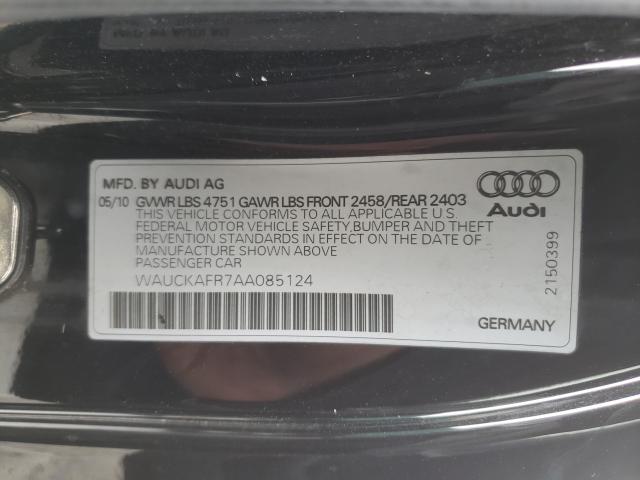 MFD. BY AUDI AG
05/10 GVWR LBS 4751 GAWR LBS FRONT 2458/REAR 2403
THIS VEHICLE CONFORMS TO ALL APPLICABLE U.S.
FEDERAL MOTOR VEHICLE SAFETY,BUMPER AND THEFT
PREVENTION STANDARDS IN EFFECT ON THE DATE OF
MANUFACTURE SHOWN ABOVE
PASSENGER CAR
WAUCKAFR7AA085124
Audi
2150399
GERMANY